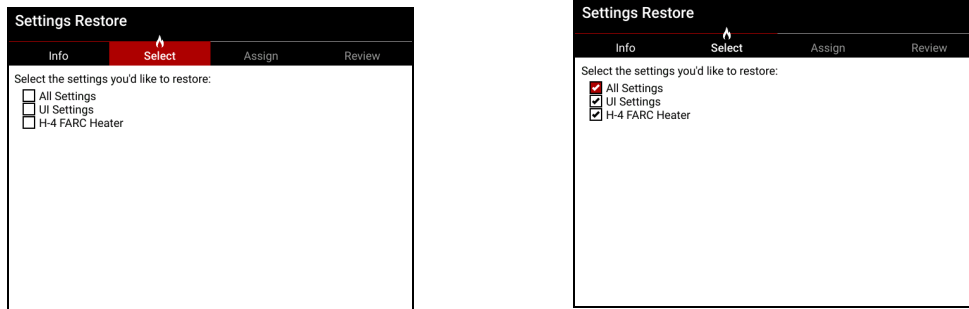 Settings Restore
Info Select Assign Review
Select the settings you'd like to restore:
All Settings
UI Settings
H-4 FARC Heater
Settings Restore
Info Select Assign Review
Select the settings you'd like to restore:
All Settings
UI Settings
H-4 FARC Heater